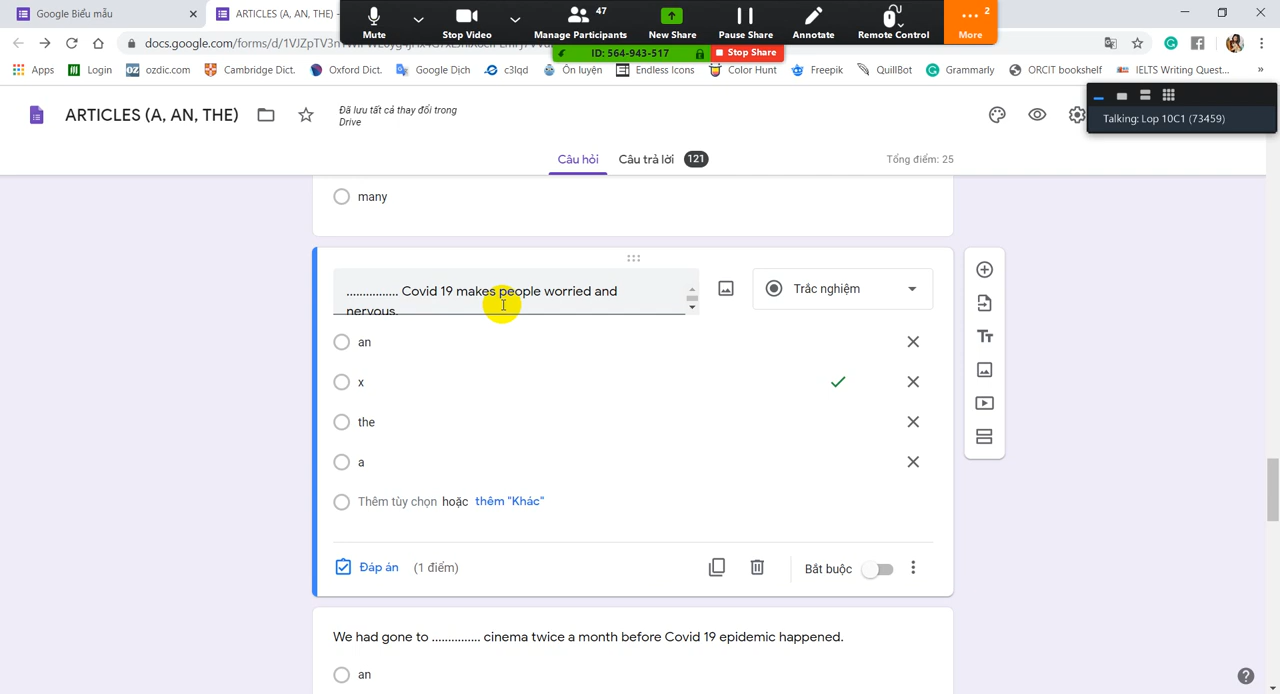 Google Biểu mẫu
ARTICLES (A, AN, THE) -
Mute
Stop Video
47
Manage Participants
New Share
Pause Share
Annotate
Remote Control
2
More
ID: 564-943-517
Stop Share
Apps
Login
ozdic.com
Cambridge Dict.
Oxford Dict.
Google Dịch
c3lqd
Ôn luyện
Endless Icons
Color Hunt
Freepik
QuillBot
Grammarly
ORCIT bookshelf
IELTS Writing Quest...
»
Talking: Lop 10C1 (73459)
ARTICLES (A, AN, THE)
Đã lưu tất cả thay đổi trong
Drive
Câu hỏi
Câu trả lời
121
Tổng điểm: 25
many
............... Covid 19 makes people worried and
nervous.
Trắc nghiệm
an
x
the
a
Thêm tùy chọn hoặc thêm "Khác"
Đáp án
(1 điểm)
Bắt buộc
We had gone to .............. cinema twice a month before Covid 19 epidemic happened.
an